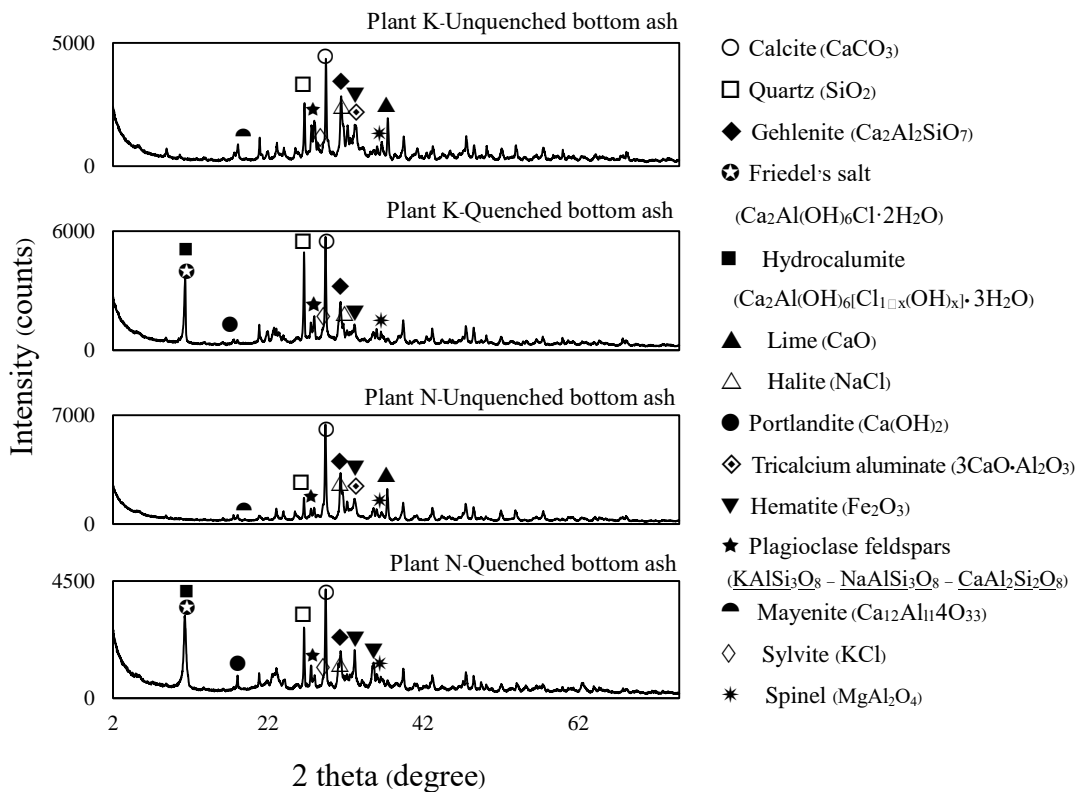 Plant K-Unquenched bottom ash
5000
0
Plant K-Quenched bottom ash
6000
0
Plant N-Unquenched bottom ash
7000
0
Plant N-Quenched bottom ash
4500
0
2
22
42
62
2 theta (degree)
Intensity (counts)
Calcite (CaCO3)
Quartz (SiO2)
Gehlenite (Ca2Al2SiO7)
Friedel's salt
(Ca2Al(OH)6Cl·2H2O)
Hydrocalumite
(Ca2Al(OH)6[Cl1□x(OH)x]• 3H2O)
Lime (CaO)
Halite (NaCl)
Portlandite (Ca(OH)2)
Tricalcium aluminate (3CaO•Al2O3)
Hematite (Fe2O3)
Plagioclase feldspars
(KAlSi3O8 – NaAlSi3O8 – CaAl2Si2O8)
Mayenite (Ca12Al114O33)
Sylvite (KCl)
Spinel (MgAl2O4)